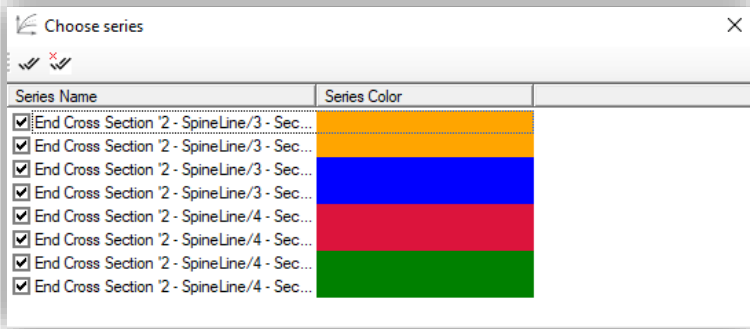 Choose series
Series Name Series Color
End Cross Section '2 - SpineLine/3 - Sec...
End Cross Section '2 - SpineLine/3 - Sec...
End Cross Section '2 - SpineLine/3 - Sec...
End Cross Section '2 - SpineLine/3 - Sec...
End Cross Section '2 - SpineLine/4 - Sec...
End Cross Section '2 - SpineLine/4 - Sec...
End Cross Section '2 - SpineLine/4 - Sec...
End Cross Section '2 - SpineLine/4 - Sec...